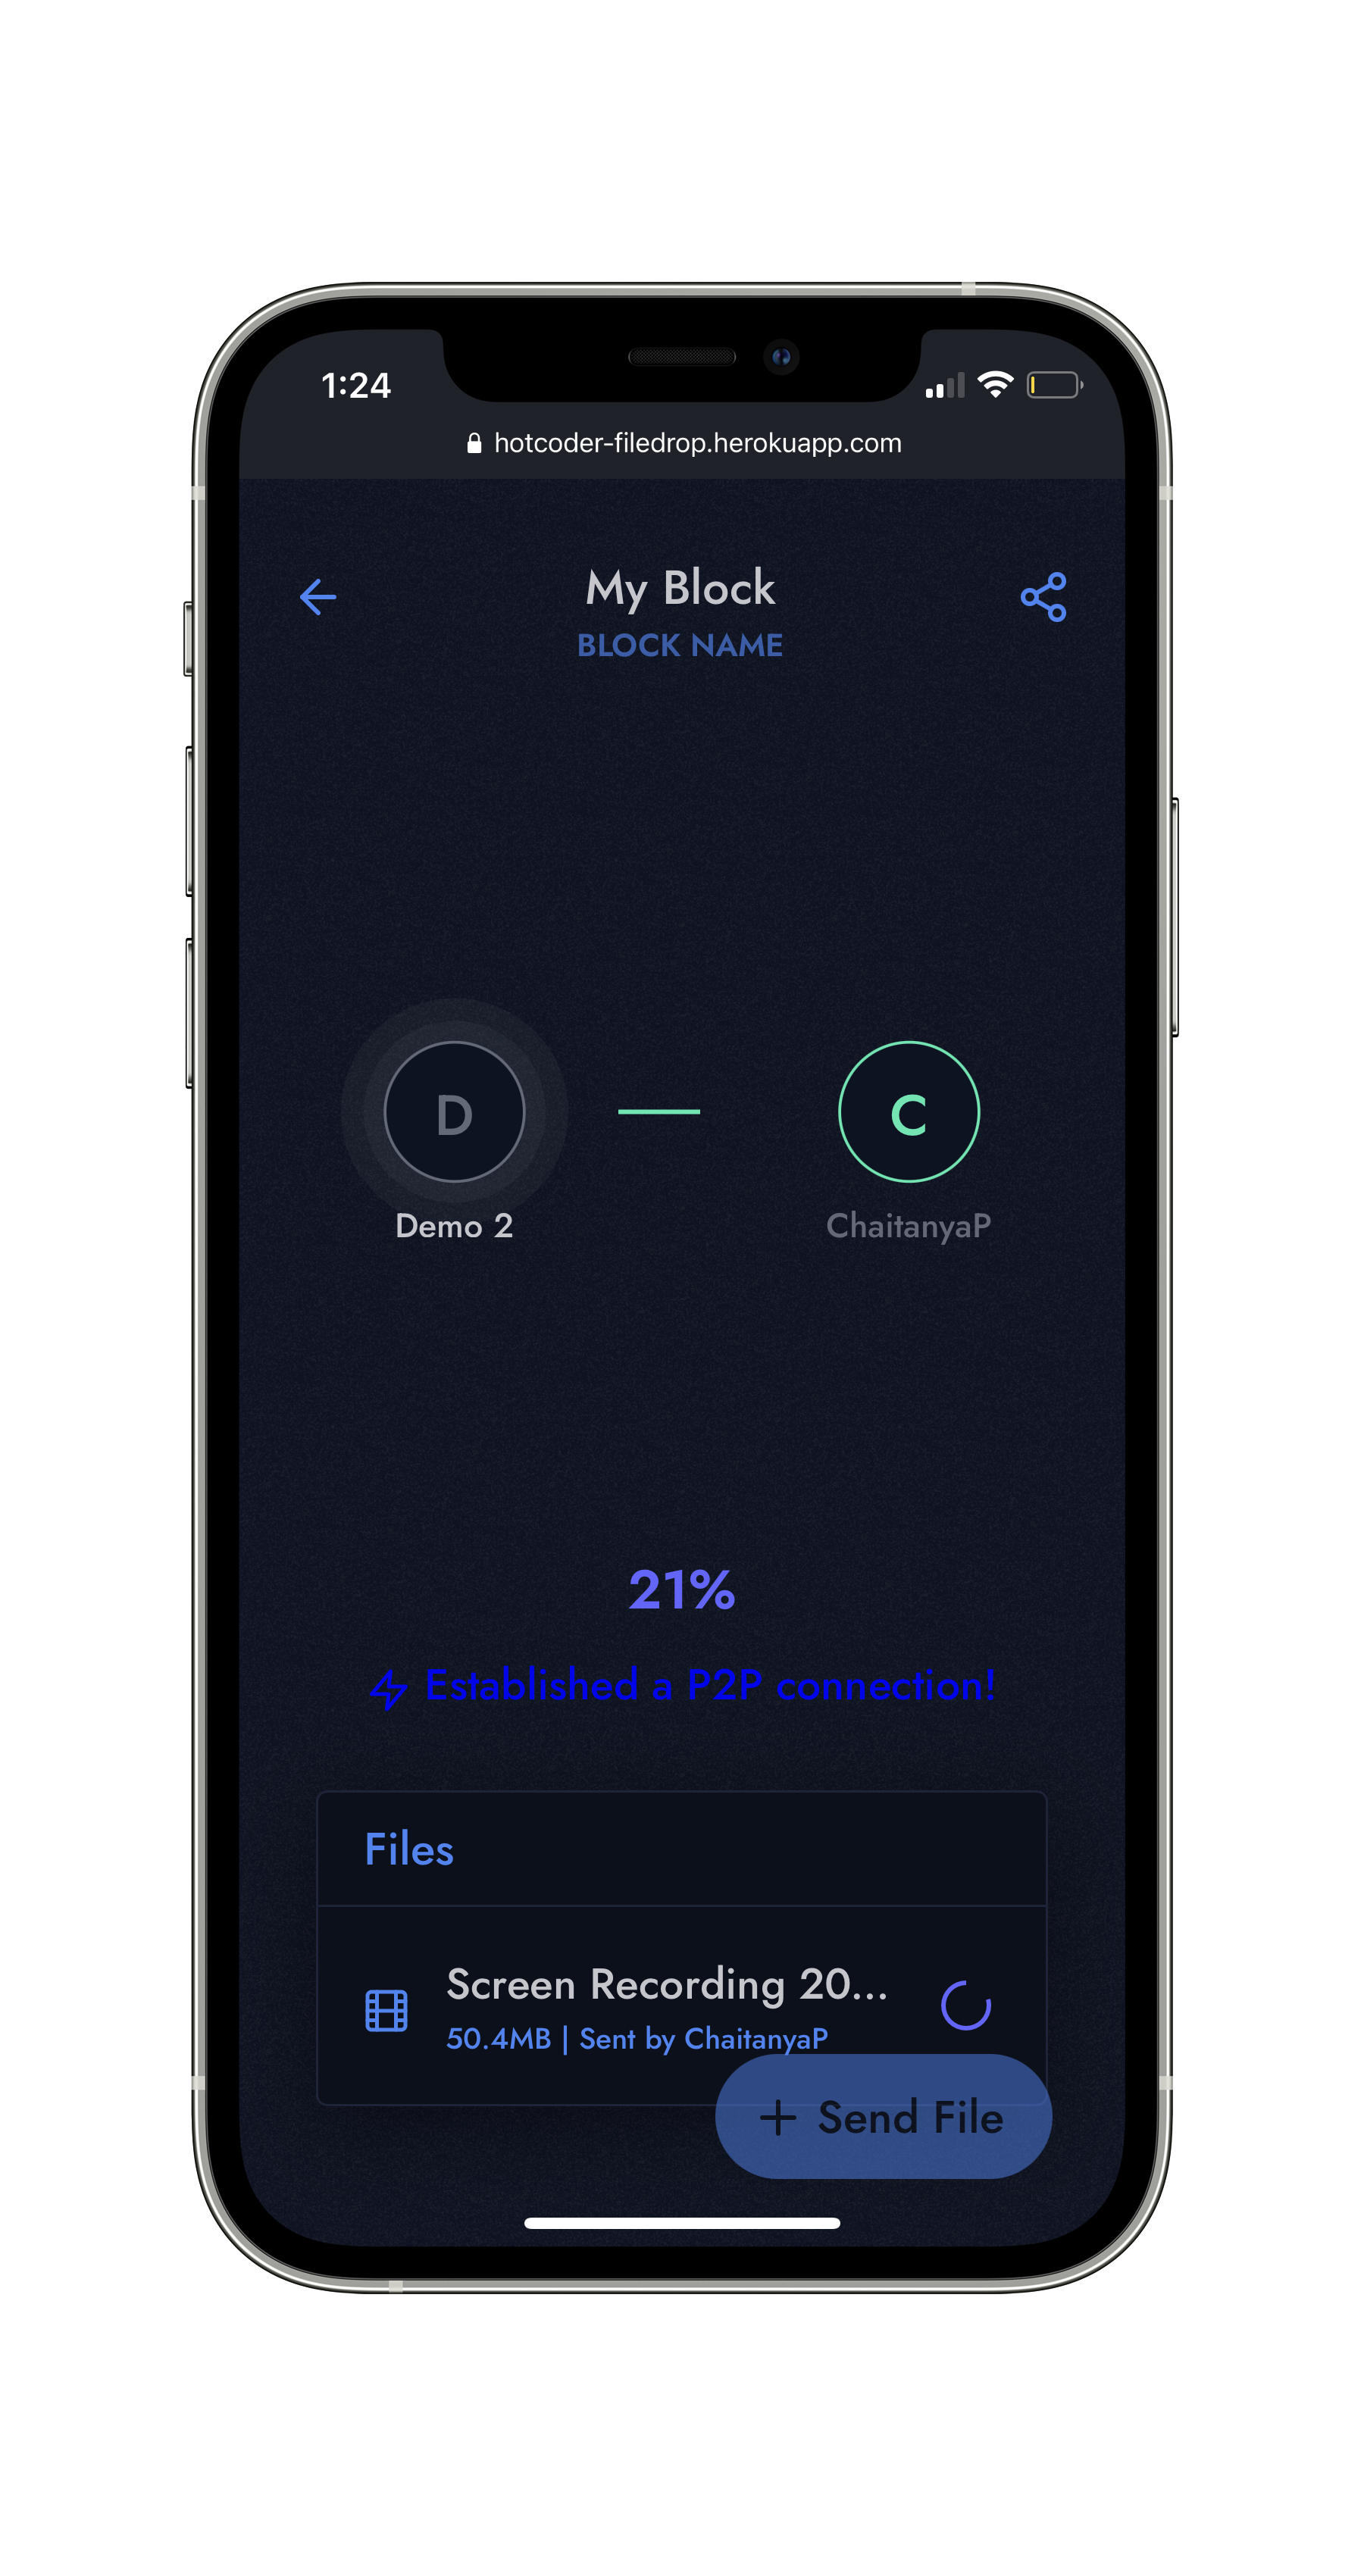 1:24
hotcoder-filedrop.herokuapp.com
My Block
BLOCK NAME
D
C
Demo 2
ChaitanyaP
21%
Established a P2P connection!
Files
Screen Recording 20...
50.4MB | Sent by ChaitanyaP
+ Send File